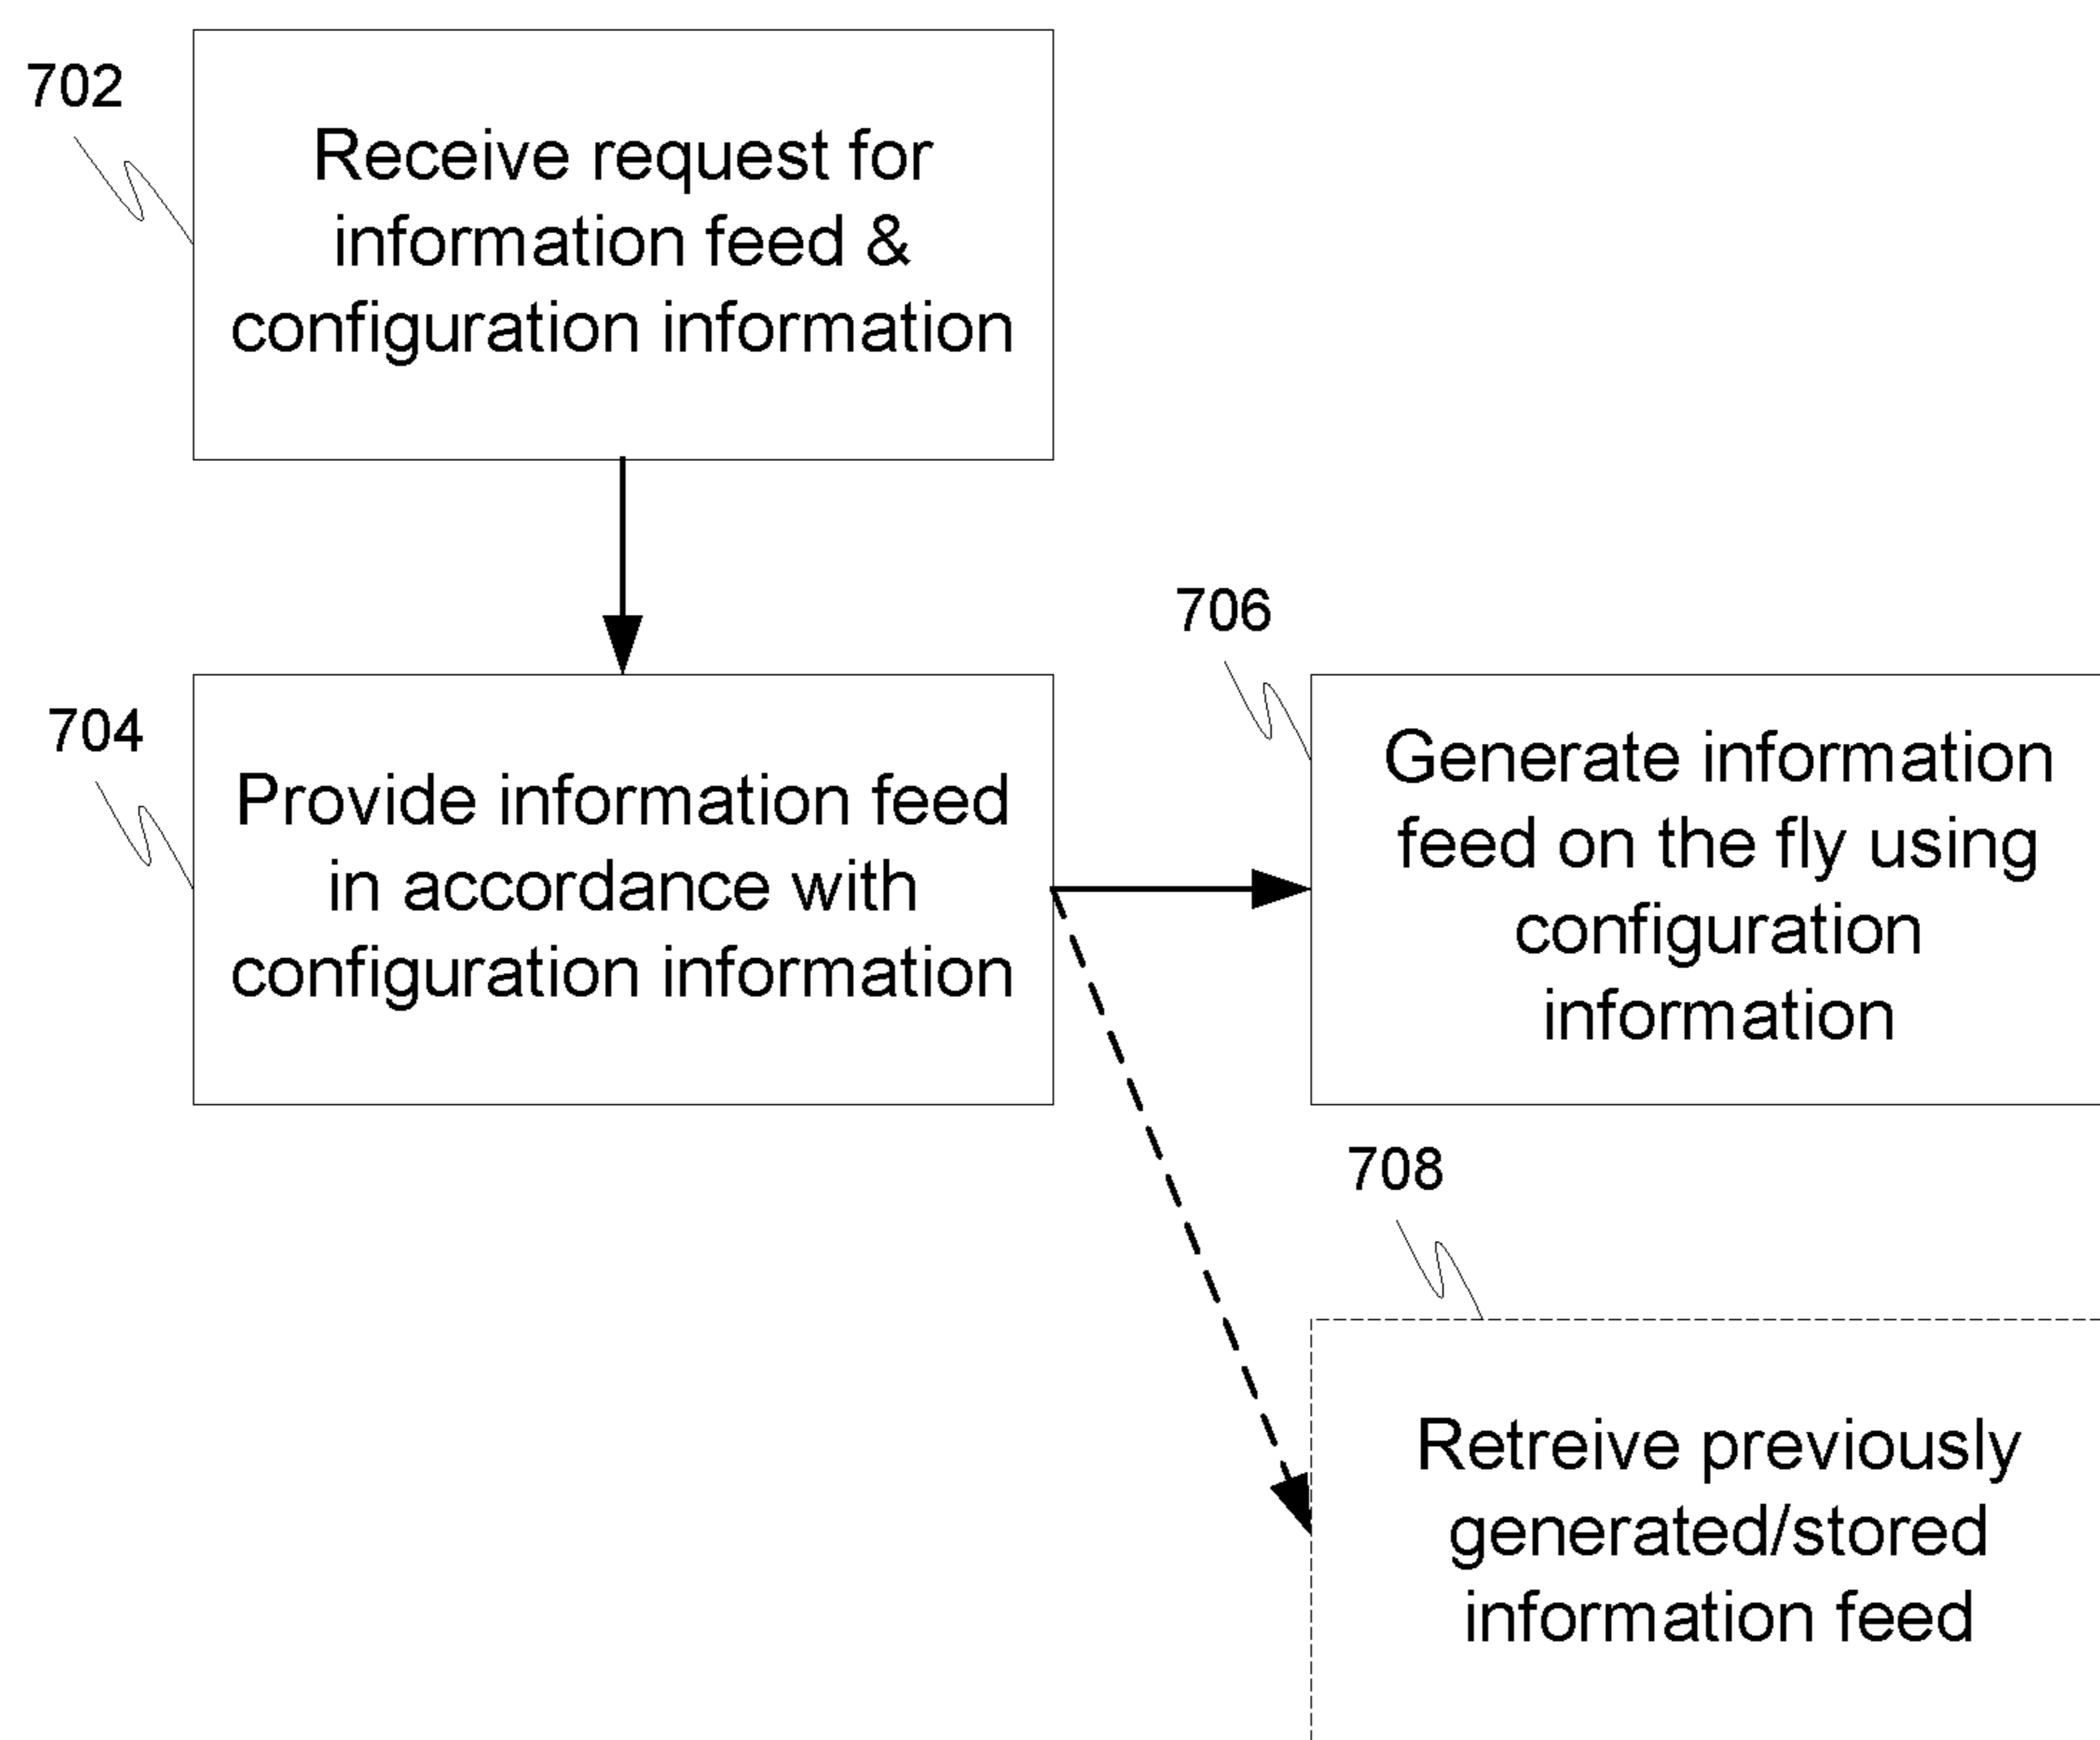 702
Receive request for
information feed &
configuration information
704
Provide information feed
in accordance with
configuration information
706
Generate information
feed on the fly using
configuration
information
708
Retreive previously
generated/stored
information feed